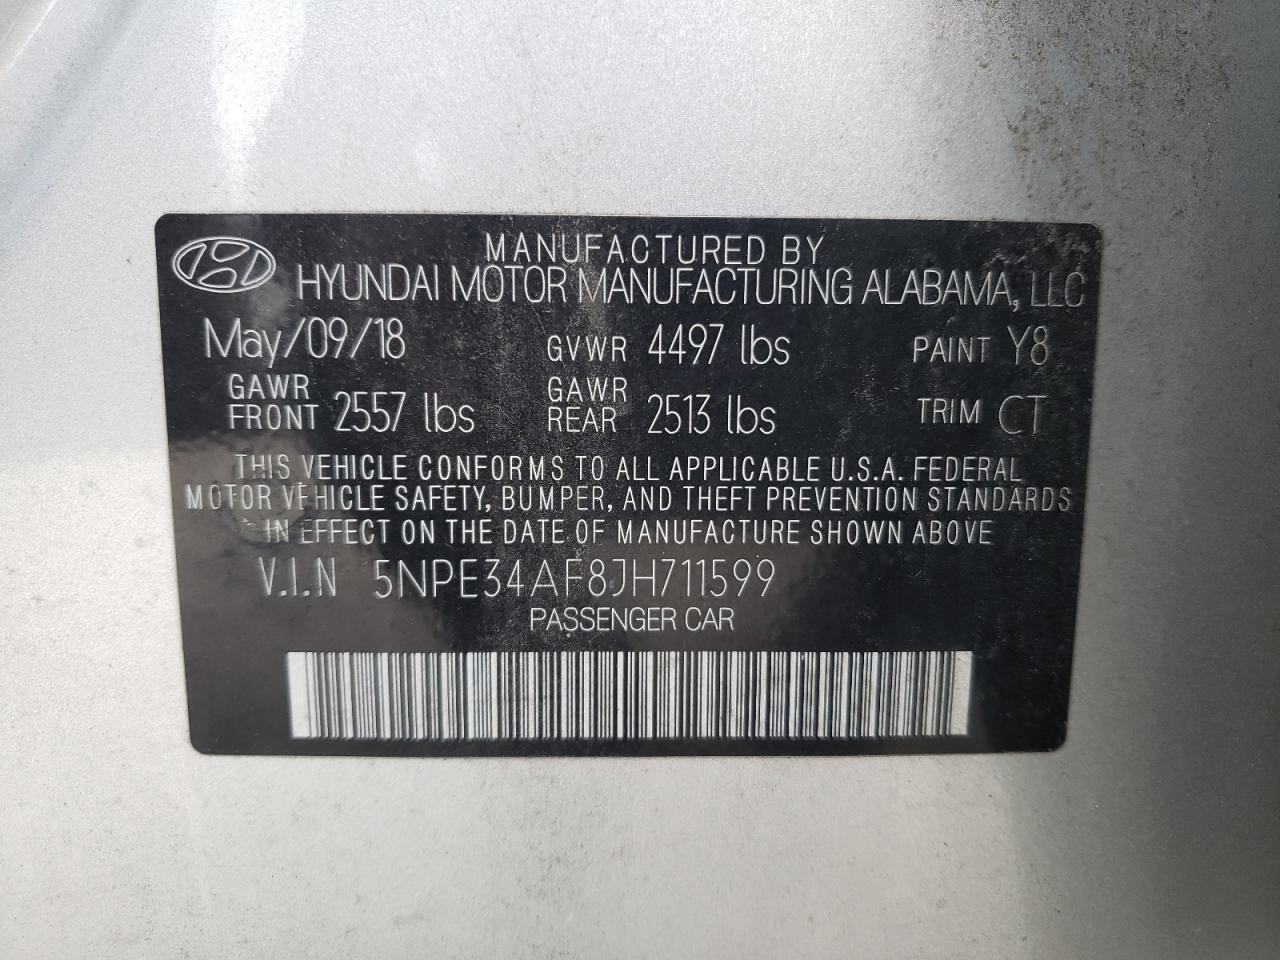 MANUFACTURED BY
HYUNDAI MOTOR MANUFACTURING ALABAMA, LLC
May/09/18 GVWR 4497 lbs PAINT Y8
GAWR FRONT 2557 lbs GAWR REAR 2513 lbs TRIM CT
THIS VEHICLE CONFORMS TO ALL APPLICABLE U.S.A. FEDERAL
MOTOR VEHICLE SAFETY, BUMPER, AND THEFT PREVENTION STANDARDS
IN EFFECT ON THE DATE OF MANUFACTURE SHOWN ABOVE
V.I.N 5NPE34AF8JH711599
PASSENGER CAR